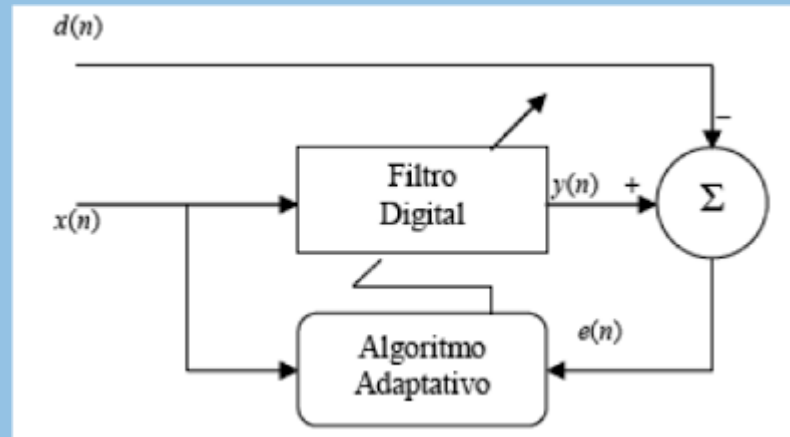 d(n)
−
Filtro
Digital
y(n) +
Σ
x(n)
e(n)
Algoritmo
Adaptativo